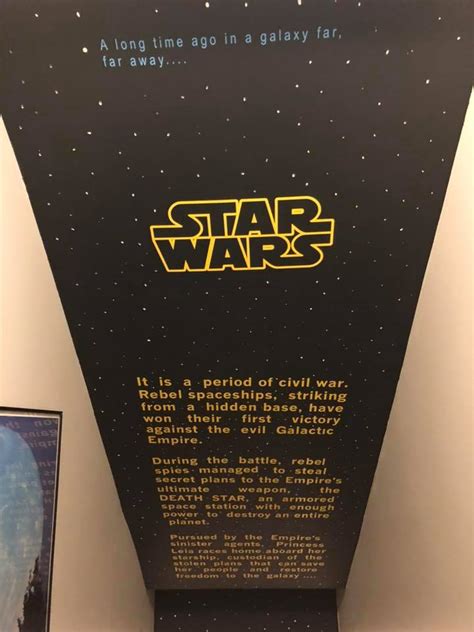 A long time ago in a galaxy far,
far away....
STAR
WARS
It is a period of civil war.
Rebel spaceships, striking
from a hidden base, have
won their first victory
against the evil Galactic
Empire.
During the battle, rebel
spies managed to steal
secret plans to the Empire's
ultimate weapon, the
DEATH STAR, an armored
space station with enough
power to destroy an entire
planet.
Pursued by the Empire's
sinister agents, Princess
Leia races home aboard her
starship, custodian of the
stolen plans that can save
her people and restore
freedom to the galaxy....